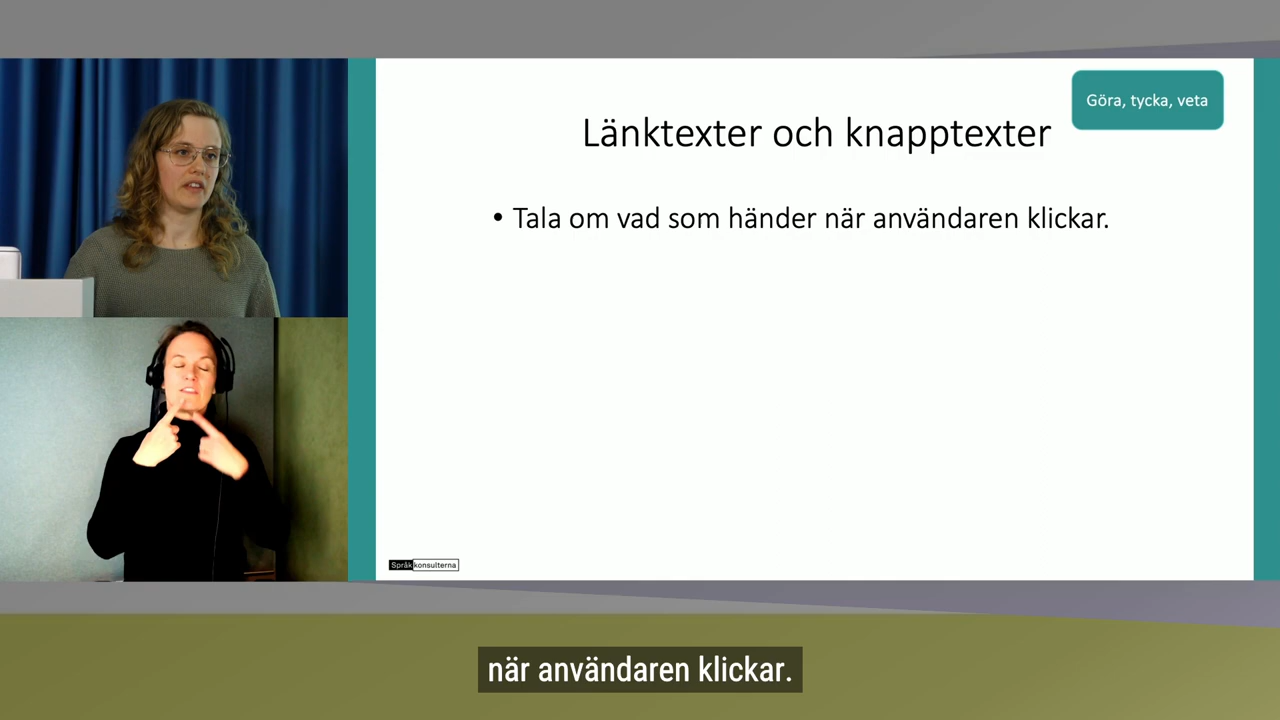 Göra, tycka, veta
Länktexter och knapptexter
• Tala om vad som händer när användaren klickar.
Språkkonsulterna
när användaren klickar.